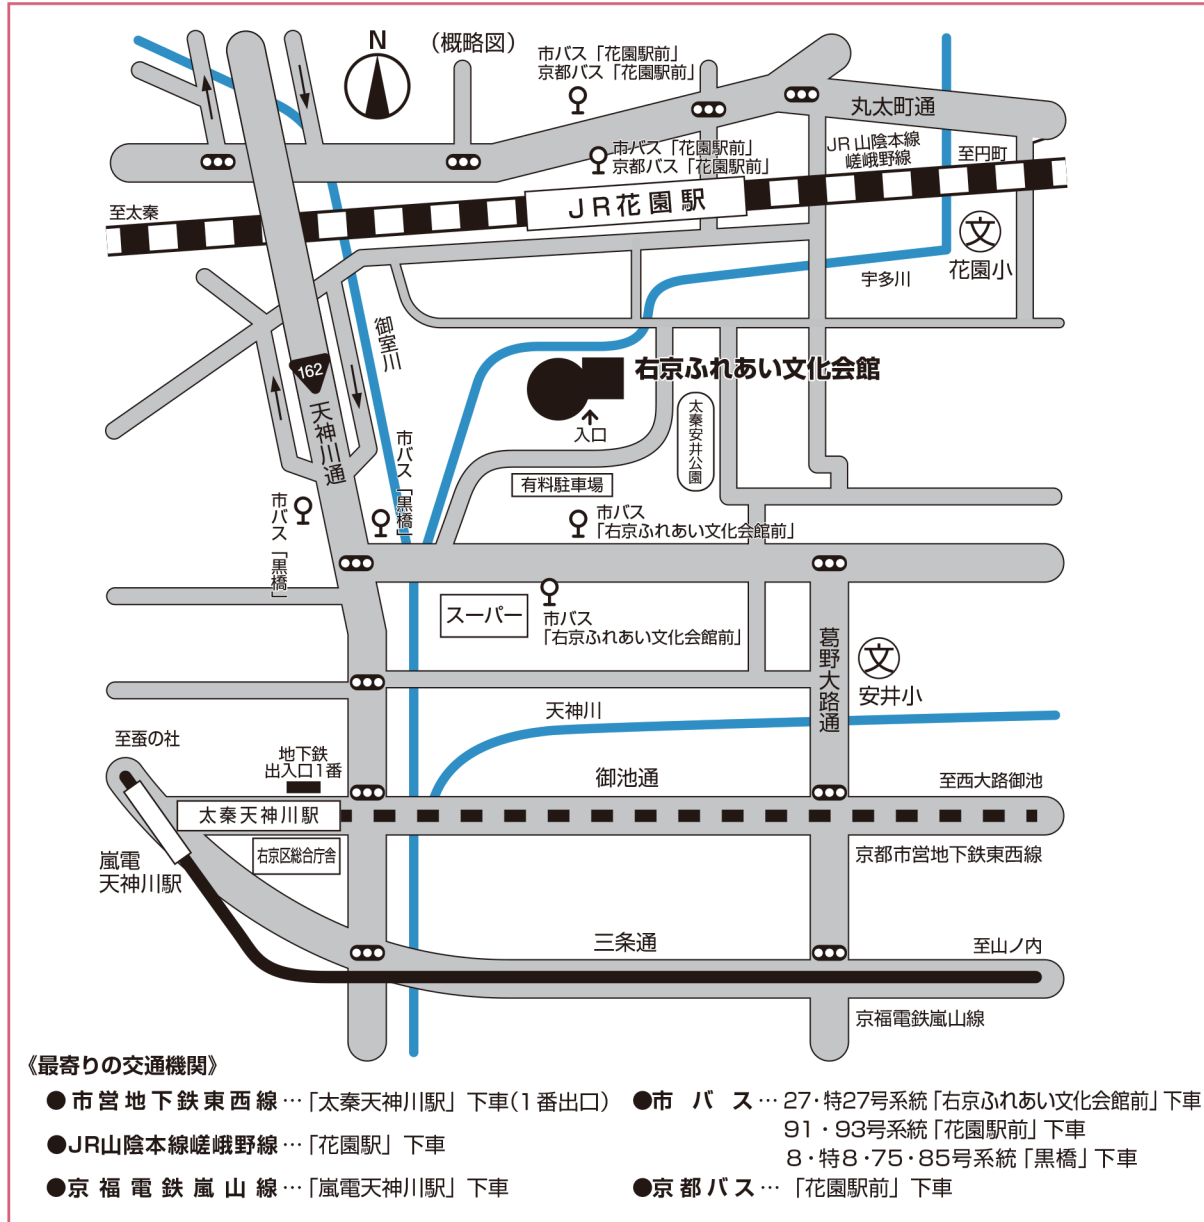 N
(概略図)
市バス「花園駅前」
京都バス「花園駅前」
丸太町通
市バス「花園駅前」
京都バス「花園駅前」
JR山陰本線
嵯峨野線
至円町
至太秦
JR花園駅
文
花園小
宇多川
御室川
162
天神川通
右京ふれあい文化会館
入口
太秦安井公園
有料駐車場
市バス「黒橋」
市バス「黒橋」
市バス
「右京ふれあい文化会館前」
スーパー
市バス
「右京ふれあい文化会館前」
葛野大路通
文
安井小
天神川
至蚕の社
地下鉄
出入口1番
御池通
至西大路御池
太秦天神川駅
右京区総合庁舎
京都市営地下鉄東西線
嵐電
天神川駅
三条通
至山ノ内
京福電鉄嵐山線
《最寄りの交通機関》
●市営地下鉄東西線…「太秦天神川駅」下車(1番出口)
●JR山陰本線嵯峨野線…「花園駅」下車
●京福電鉄嵐山線…「嵐電天神川駅」下車
●市バス…27・特27号系統「右京ふれあい文化会館前」下車
91・93号系統「花園駅前」下車
8・特8・75・85号系統「黒橋」下車
●京都バス…「花園駅前」下車